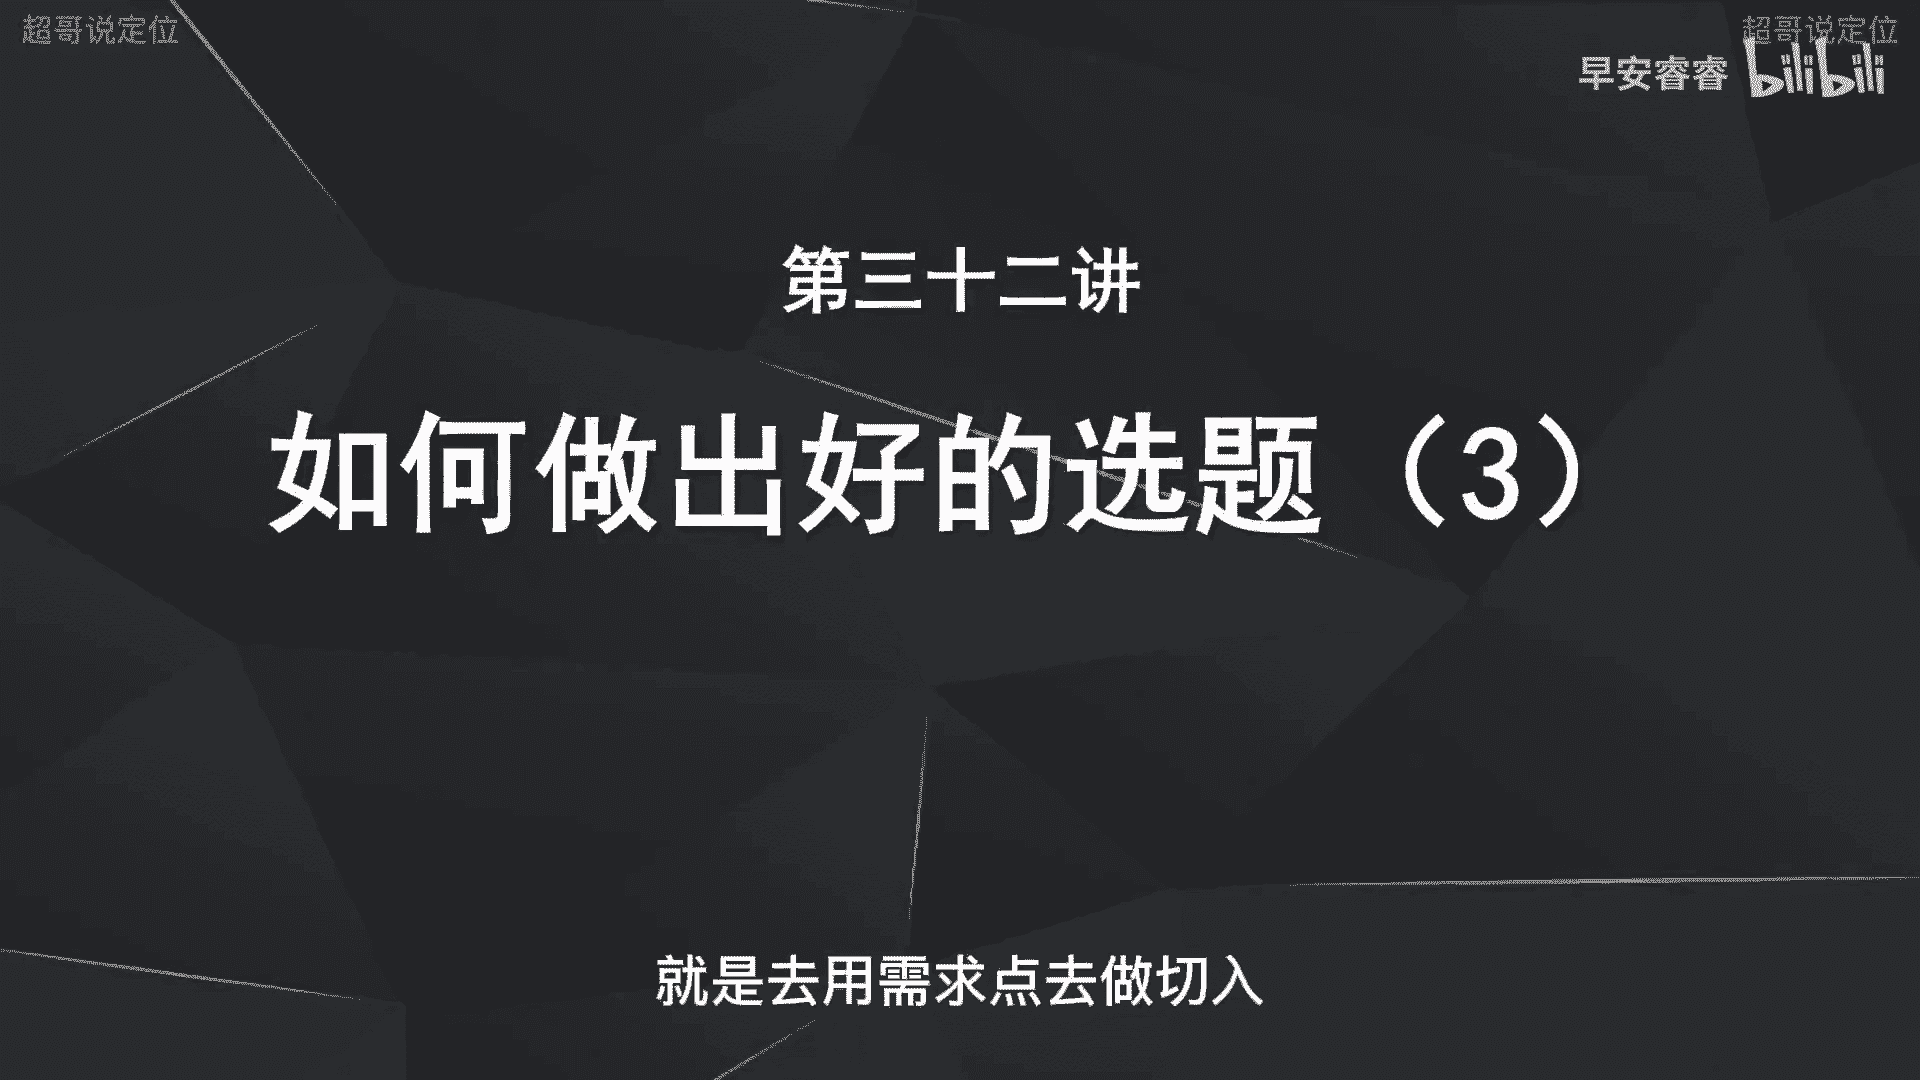 超哥说定位
超哥说定位
早安睿睿 bilibili
第三十二讲
如何做出好的选题（3）
就是去用需求点去做切入